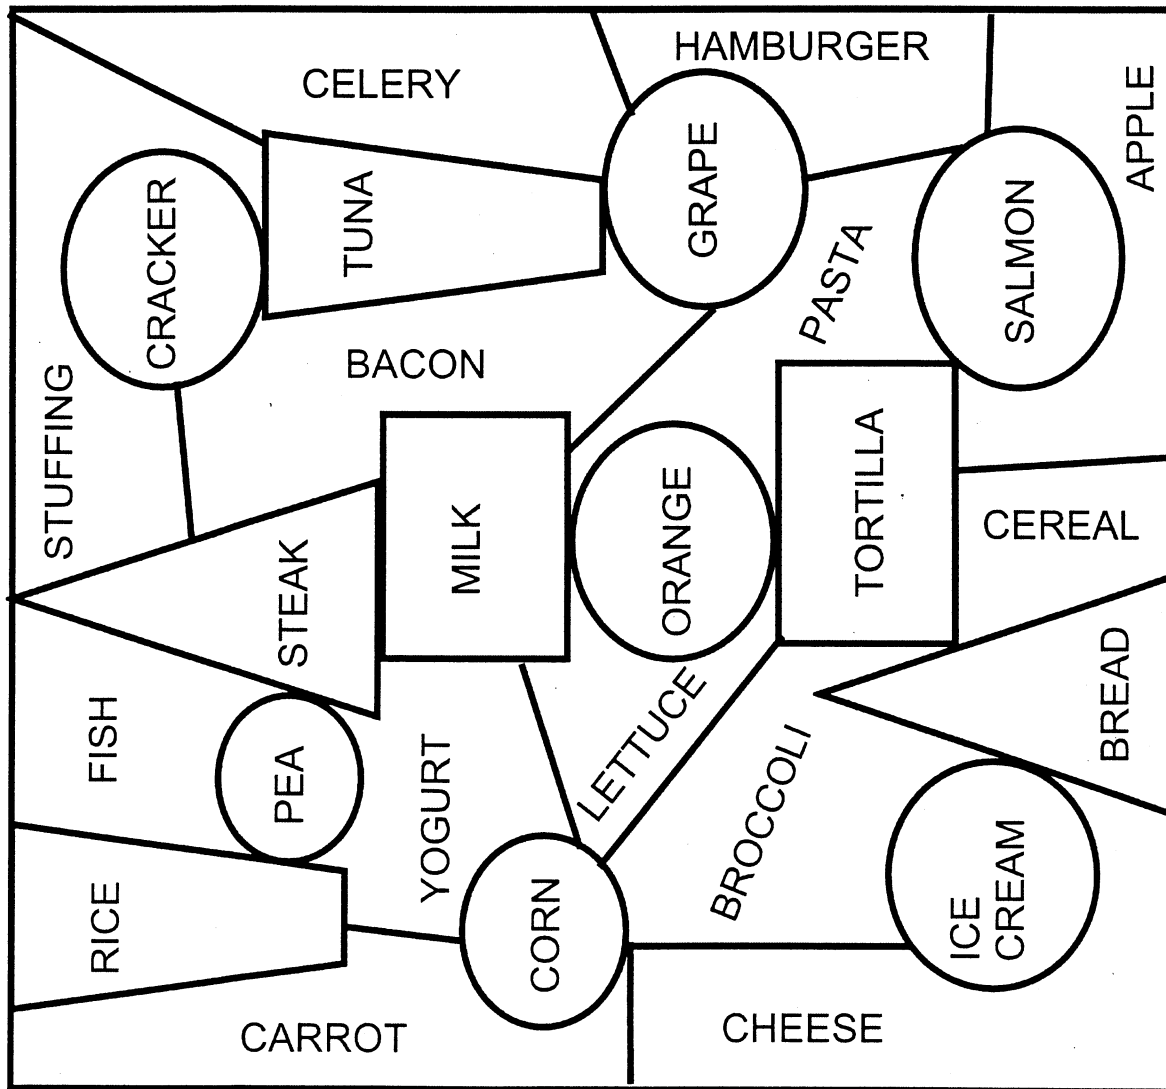 HAMBURGER
CELERY
APPLE
GRAPE
TUNA
CRACKER
SALMON
PASTA
BACON
STUFFING
TORTILLA
MILK
ORANGE
CEREAL
STEAK
LETTUCE
BREAD
FISH
PEA
YOGURT
BROCCOLI
RICE
CORN
ICE
CREAM
CARROT
CHEESE